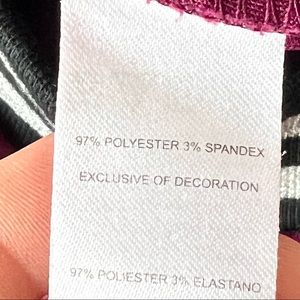 97% POLYESTER 3% SPANDEX
EXCLUSIVE OF DECORATION
97% POLIESTER 3% ELASTANO